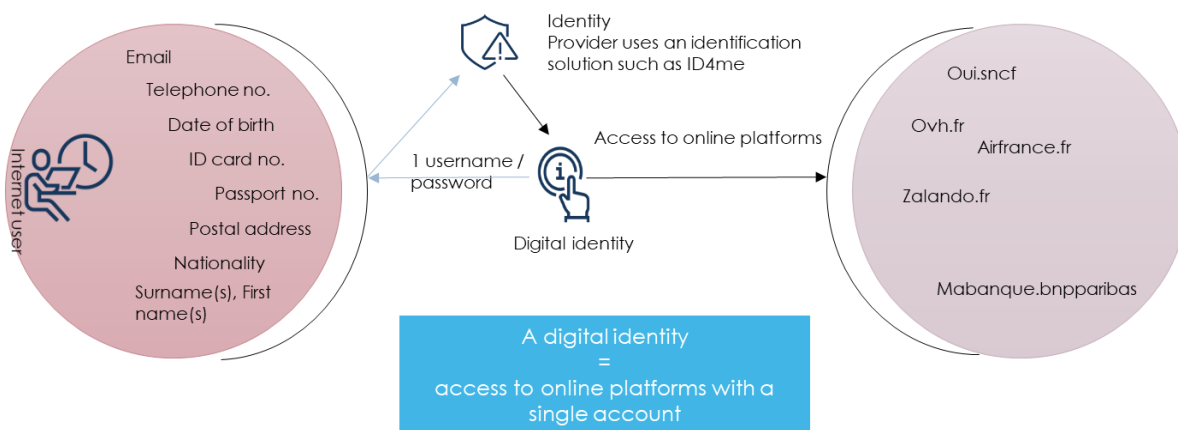 Email
Telephone no.
Date of birth
ID card no.
Passport no.
Postal address
Nationality
Surname(s), First
name(s)
Internet user
Identity
Provider uses an identification
solution such as ID4me
1 username /
password
Digital identity
Access to online platforms
Oui.sncf
Ovh.fr
Airfrance.fr
Zalando.fr
Mabanque.bnpparibas
A digital identity
=
access to online platforms with a
single account